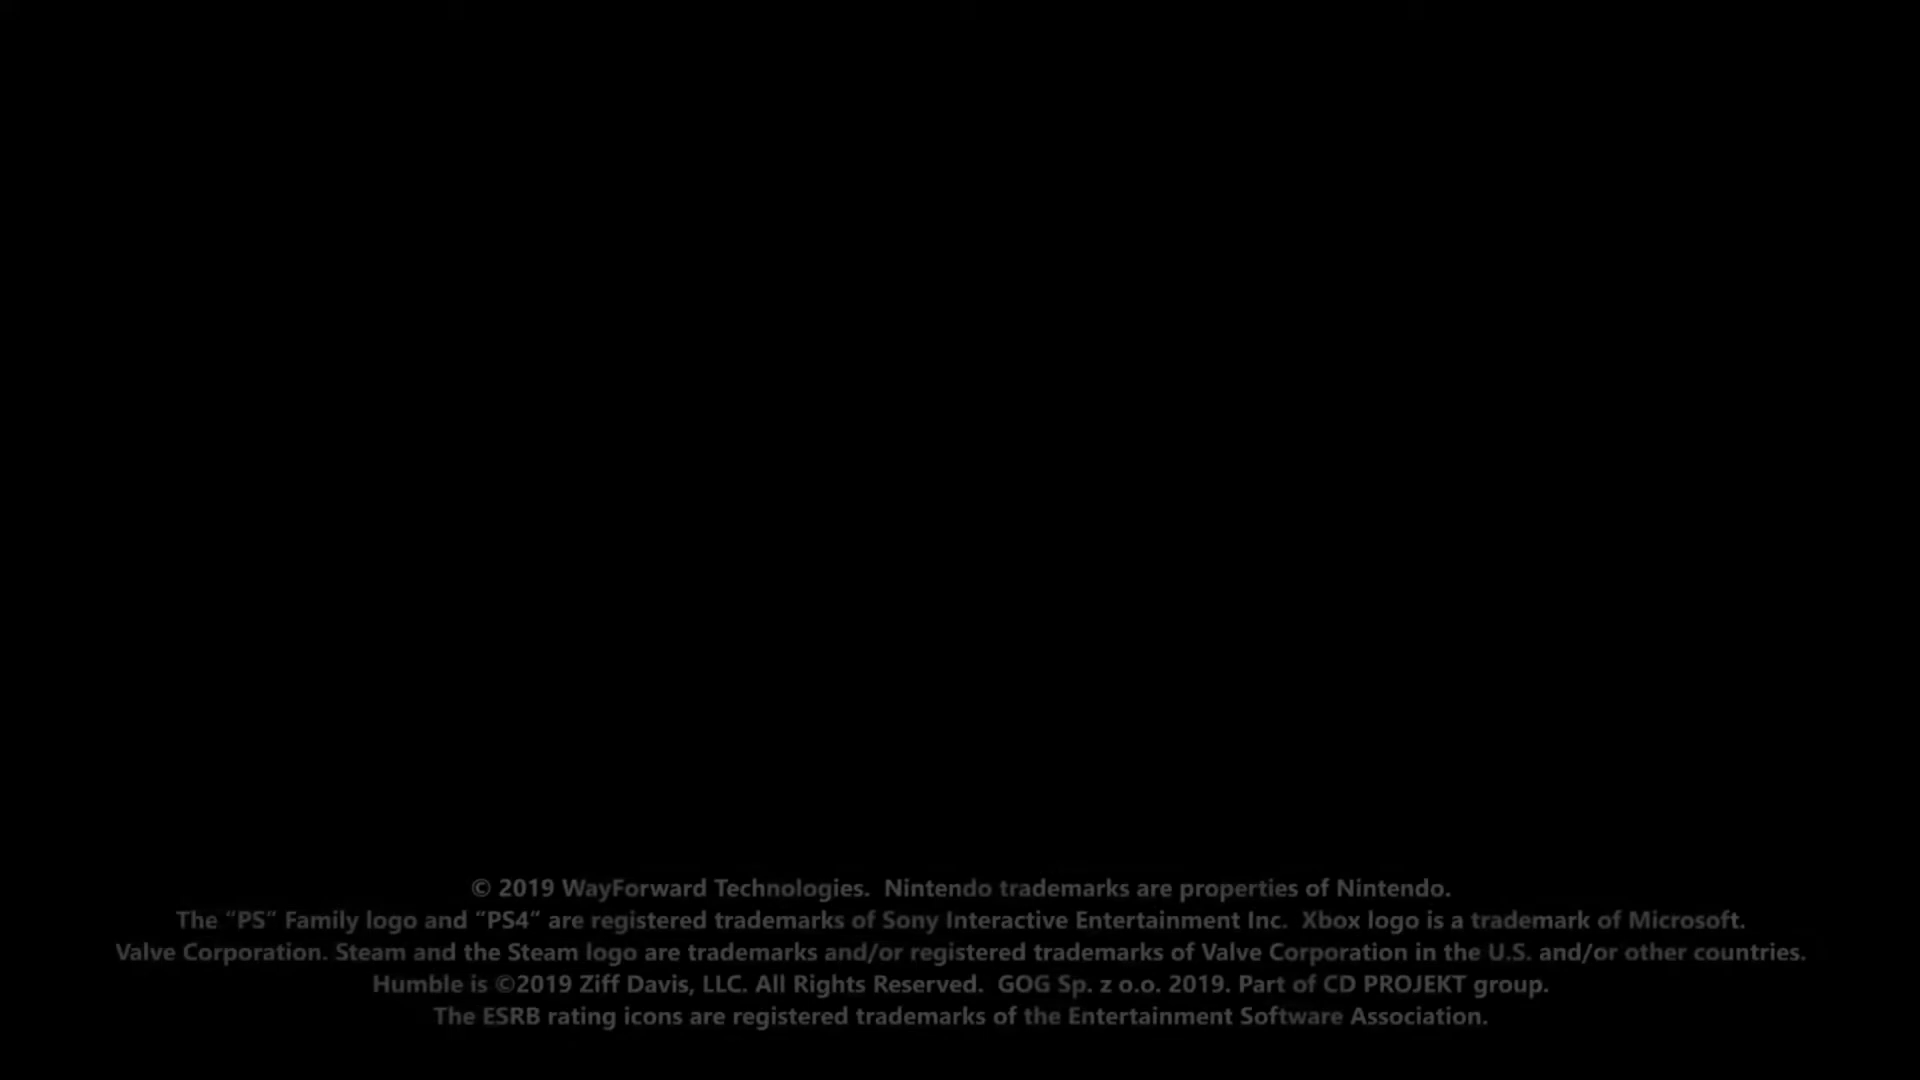 © 2019 WayForward Technologies.  Nintendo trademarks are properties of Nintendo.
The “PS” Family logo and “PS4” are registered trademarks of Sony Interactive Entertainment Inc.  Xbox logo is a trademark of Microsoft.
Valve Corporation. Steam and the Steam logo are trademarks and/or registered trademarks of Valve Corporation in the U.S. and/or other countries.
Humble is ©2019 Ziff Davis, LLC. All Rights Reserved.  GOG Sp. z o.o. 2019. Part of CD PROJEKT group.
The ESRB rating icons are registered trademarks of the Entertainment Software Association.